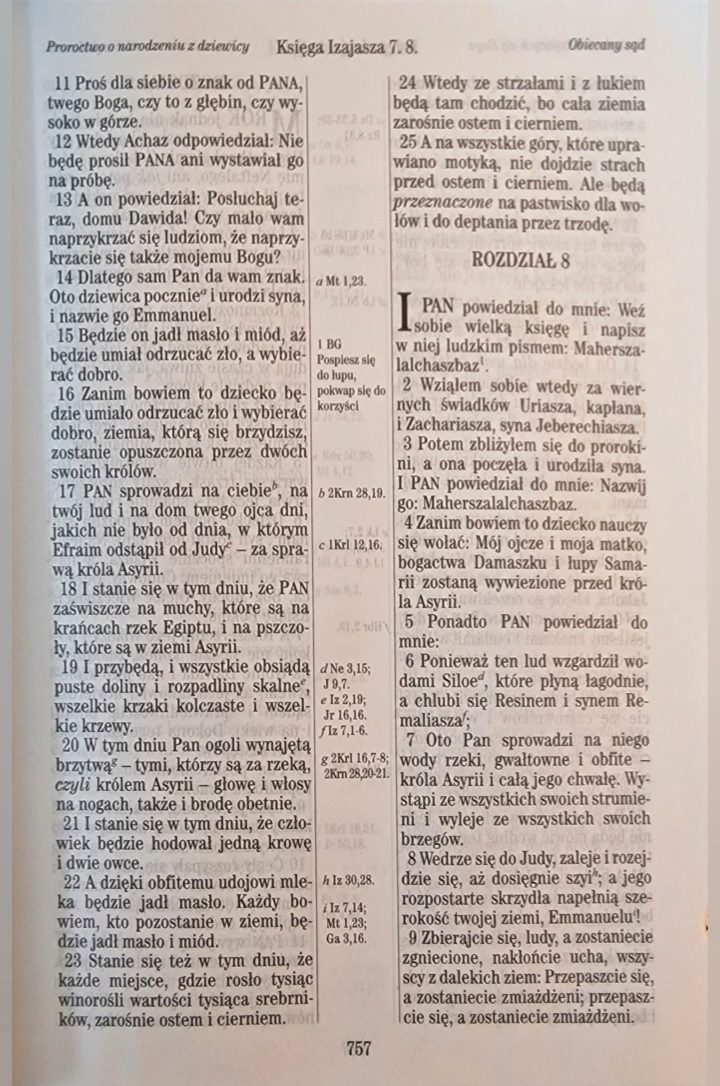 Proroctwo o narodzeniu z dziewicy
Księga Izajasza 7. 8.
Obiecany sąd
11 Proś dla siebie o znak od PANA,
twego Boga, czy to z głębin, czy wy-
soko w górze.
12 Wtedy Achaz odpowiedział: Nie
będę prosił PANA ani wystawiał go
na próbę.
13 A on powiedział: Posłuchaj te-
raz, domu Dawida! Czy mało wam
naprzykrzać się ludziom, że naprzy-
krzacie się także mojemu Bogu?
14 Dlatego sam Pan da wam znak.
Oto dziewica pocznieᵃ i urodzi syna,
i nazwie go Emmanuel.
15 Będzie on jadł masło i miód, aż
będzie umiał odrzucać zło, a wybie-
rać dobro.
16 Zanim bowiem to dziecko bę-
dzie umiało odrzucać zło i wybierać
dobro, ziemia, którą się brzydzisz,
zostanie opuszczona przez dwóch
swoich królów.
17 PAN sprowadzi na ciebieᵇ, na
twój lud i na dom twego ojca dni,
jakich nie było od dnia, w którym
Efraim odstąpił od Judyᶜ – za spra-
wą króla Asyrii.
18 I stanie się w tym dniu, że PAN
zaświszcze na muchy, które są na
krańcach rzek Egiptu, i na pszczo-
ły, które są w ziemi Asyrii.
19 I przybędą, i wszystkie obsiądą
puste doliny i rozpadliny skalneᵉ,
wszelkie krzaki kolczaste i wszel-
kie krzewy.
20 W tym dniu Pan ogoli wynajętą
brzytwąᵍ – tymi, którzy są za rzeką,
czyli królem Asyrii – głowę i włosy
na nogach, także i brodę obetnie.
21 I stanie się w tym dniu, że czło-
wiek będzie hodował jedną krowę
i dwie owce.
22 A dzięki obfitemu udojowi mle-
ka będzie jadł masło. Każdy bo-
wiem, kto pozostanie w ziemi, bę-
dzie jadł masło i miód.
23 Stanie się też w tym dniu, że
każde miejsce, gdzie rosło tysiąc
winorośli wartości tysiąca srebrni-
ków, zarośnie ostem i cierniem.
a Mt 1,23.
1 BG
Pospiesz się
do łupu,
pokwap się do
korzyści
b 2Krn 28,19.
c 1Krl 12,16.
d Ne 3,15;
J 9,7.
e Iz 2,19;
Jr 16,16.
f Iz 7,1-6.
g 2Krl 16,7-8;
2Krn 28,20-21.
h Iz 30,28.
i Iz 7,14;
Mt 1,23;
Ga 3,16.
24 Wtedy ze strzałami i z łukiem
będą tam chodzić, bo cała ziemia
zarośnie ostem i cierniem.
25 A na wszystkie góry, które upra-
wiano motyką, nie dojdzie strach
przed ostem i cierniem. Ale będą
przeznaczone na pastwisko dla wo-
łów i do deptania przez trzodę.
ROZDZIAŁ 8
I PAN powiedział do mnie: Weź
sobie wielką księgę i napisz
w niej ludzkim pismem: Mahersza-
lalchaszbaz¹.
2 Wziąłem sobie wtedy za wier-
nych świadków Uriasza, kapłana,
i Zachariasza, syna Jeberechiasza.
3 Potem zbliżyłem się do proroki-
ni, a ona poczęła i urodziła syna.
I PAN powiedział do mnie: Nazwij
go: Maherszalalchaszbaz.
4 Zanim bowiem to dziecko nauczy
się wołać: Mój ojcze i moja matko,
bogactwa Damaszku i łupy Sama-
rii zostaną wywiezione przed kró-
la Asyrii.
5 Ponadto PAN powiedział do
mnie:
6 Ponieważ ten lud wzgardził wo-
dami Siloeᵈ, które płyną łagodnie,
a chlubi się Resinem i synem Re-
maliaszaᶠ;
7 Oto Pan sprowadzi na niego
wody rzeki, gwałtowne i obfite –
króla Asyrii i całą jego chwałę. Wy-
stąpi ze wszystkich swoich strumie-
ni i wyleje ze wszystkich swoich
brzegów.
8 Wedrze się do Judy, zaleje i rozej-
dzie się, aż dosięgnie szyiʰ; a jego
rozpostarte skrzydła napełnią sze-
rokość twojej ziemi, Emmanueluⁱ!
9 Zbierajcie się, ludy, a zostaniecie
zgniecione, nakłońcie ucha, wszy-
scy z dalekich ziem: Przepaszcie się,
a zostaniecie zmiażdżeni; przepasz-
cie się, a zostaniecie zmiażdżeni.
757